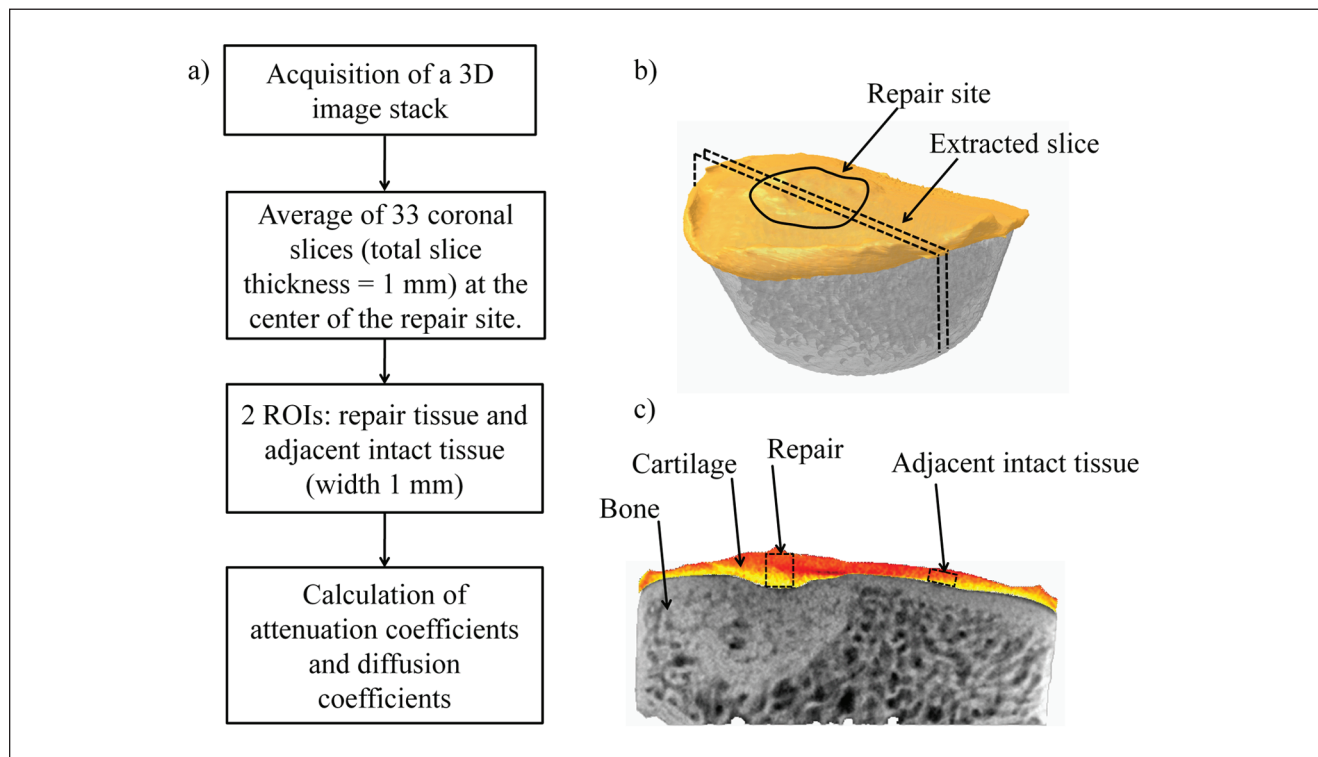 a)
Acquisition of a 3D
image stack
Average of 33 coronal
slices (total slice
thickness = 1 mm) at the
center of the repair site.
2 ROIs: repair tissue and
adjacent intact tissue
(width 1 mm)
Calculation of
attenuation coefficients
and diffusion
coefficients
b)
Repair site
Extracted slice
c)
Repair
Cartilage
Adjacent intact tissue
Bone